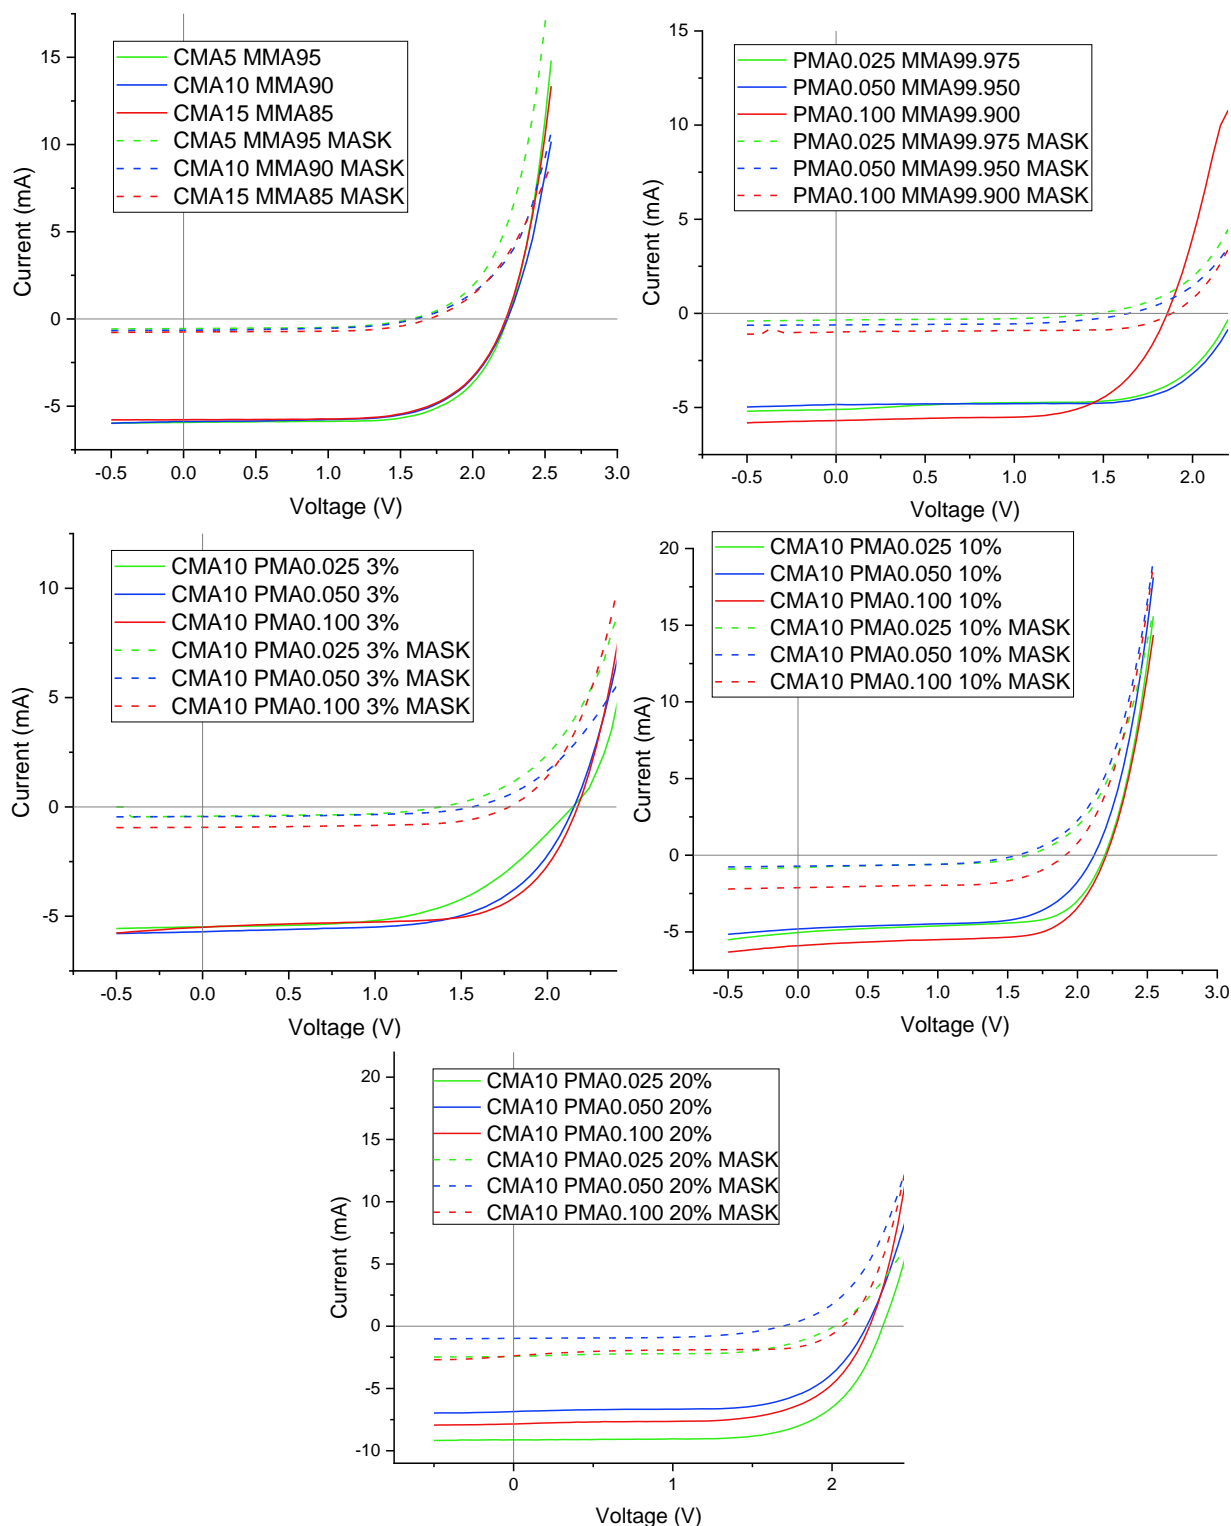 CMA5 MMA95
CMA10 MMA90
CMA15 MMA85
CMA5 MMA95 MASK
CMA10 MMA90 MASK
CMA15 MMA85 MASK
15
10
5
0
-5
Current (mA)
-0.5 0.0 0.5 1.0 1.5 2.0 2.5 3.0
Voltage (V)
PMA0.025 MMA99.975
PMA0.050 MMA99.950
PMA0.100 MMA99.900
PMA0.025 MMA99.975 MASK
PMA0.050 MMA99.950 MASK
PMA0.100 MMA99.900 MASK
15
10
5
0
-5
Current (mA)
-0.5 0.0 0.5 1.0 1.5 2.0
Voltage (V)
CMA10 PMA0.025 3%
CMA10 PMA0.050 3%
CMA10 PMA0.100 3%
CMA10 PMA0.025 3% MASK
CMA10 PMA0.050 3% MASK
CMA10 PMA0.100 3% MASK
10
5
0
-5
Current (mA)
-0.5 0.0 0.5 1.0 1.5 2.0
Voltage (V)
CMA10 PMA0.025 10%
CMA10 PMA0.050 10%
CMA10 PMA0.100 10%
CMA10 PMA0.025 10% MASK
CMA10 PMA0.050 10% MASK
CMA10 PMA0.100 10% MASK
20
15
10
5
0
-5
Current (mA)
-0.5 0.0 0.5 1.0 1.5 2.0 2.5 3.0
Voltage (V)
CMA10 PMA0.025 20%
CMA10 PMA0.050 20%
CMA10 PMA0.100 20%
CMA10 PMA0.025 20% MASK
CMA10 PMA0.050 20% MASK
CMA10 PMA0.100 20% MASK
20
15
10
5
0
-5
-10
Current (mA)
0 1 2
Voltage (V)